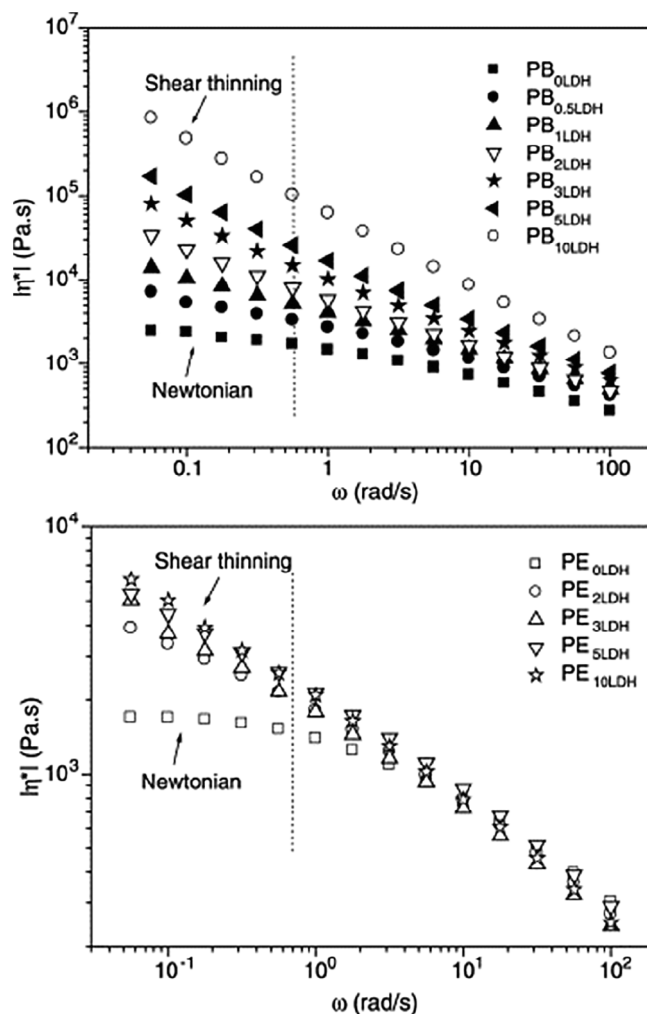 10⁷
10⁶
10⁵
10⁴
10³
10²
|η*| (Pa.s)
Shear thinning
Newtonian
PB₀LDH
PB₀.₅LDH
PB₁LDH
PB₂LDH
PB₃LDH
PB₅LDH
PB₁₀LDH
0.1 1 10 100
ω (rad/s)
10⁴
10³
|η*| (Pa.s)
Shear thinning
Newtonian
PE₀LDH
PE₂LDH
PE₃LDH
PE₅LDH
PE₁₀LDH
10⁻¹ 10⁰ 10¹ 10²
ω (rad/s)